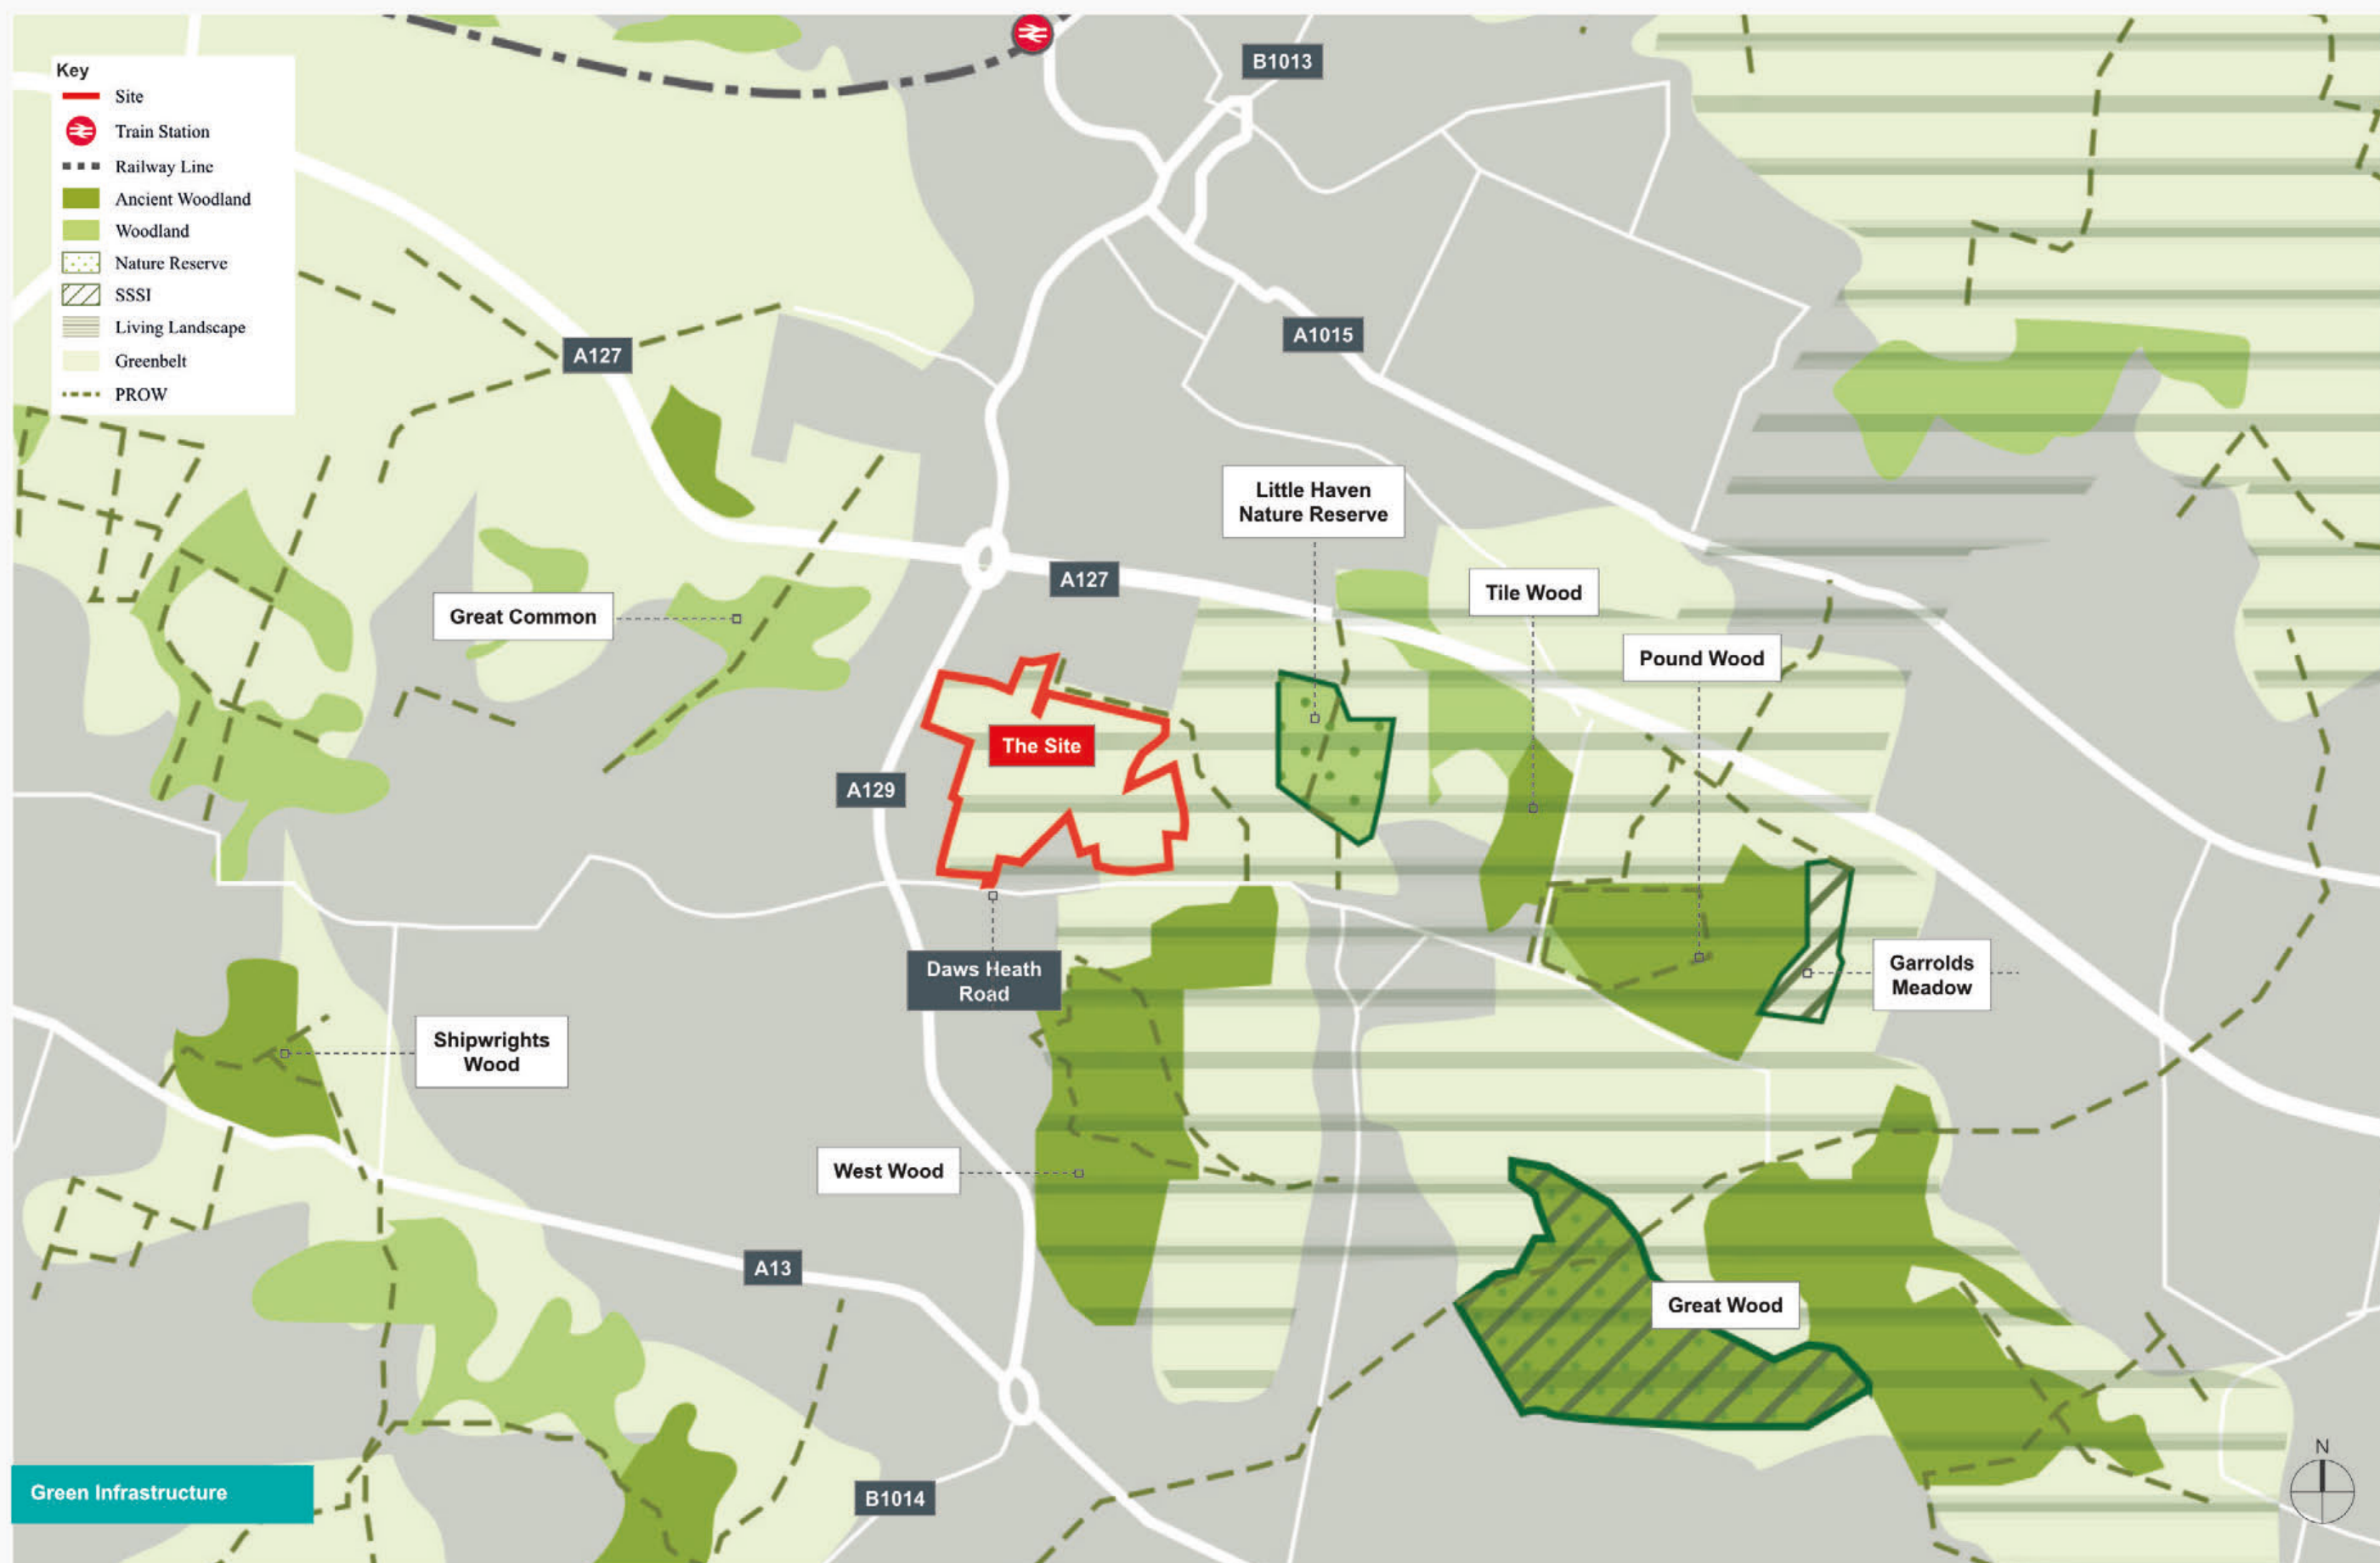 Key
Site
Train Station
Railway Line
Ancient Woodland
Woodland
Nature Reserve
SSSI
Living Landscape
Greenbelt
PROW
B1013
A1015
A127
Little Haven
Nature Reserve
A127
Tile Wood
Great Common
Pound Wood
The Site
A129
Daws Heath
Road
Garrolds
Meadow
Shipwrights
Wood
West Wood
A13
Great Wood
B1014
Green Infrastructure
N